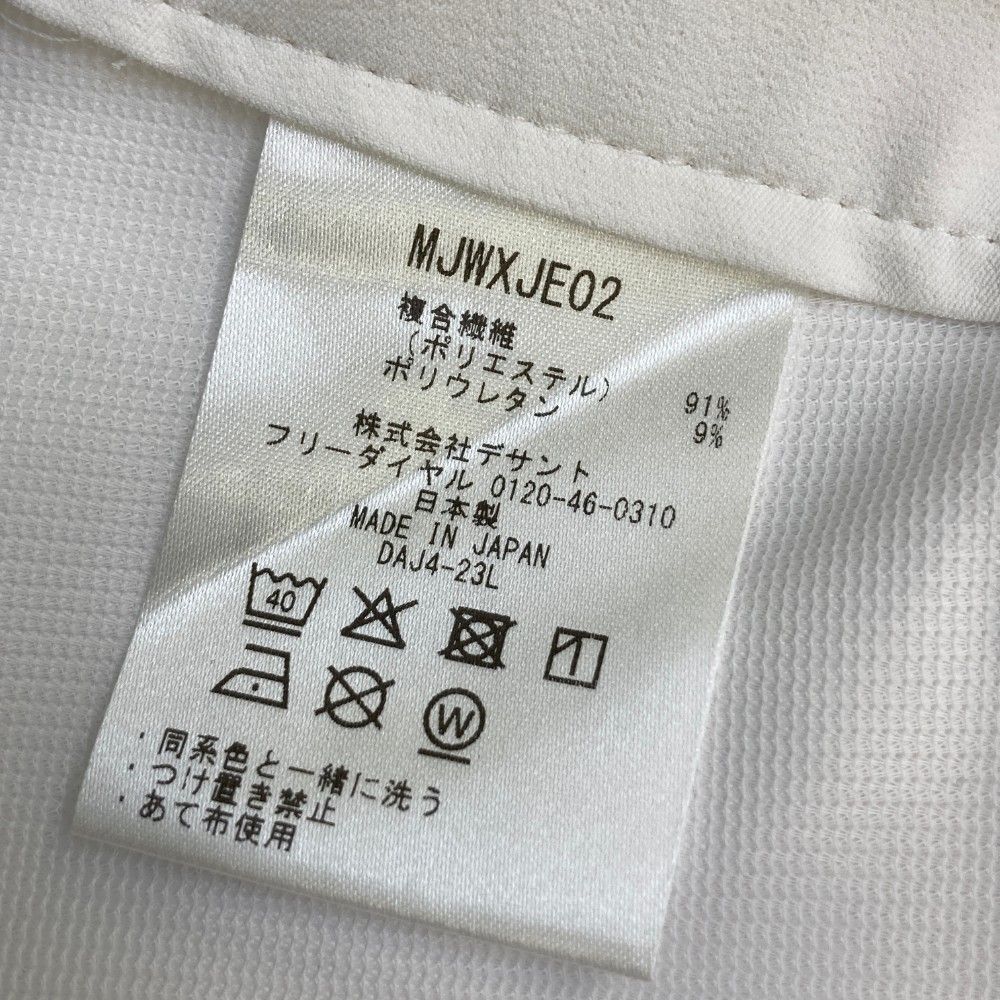 MJWXJE02
複合繊維
(ポリエステル) 91%
ポリウレタン 9%
株式会社デサント
フリーダイヤル 0120-46-0310
日本製
MADE IN JAPAN
DAJ4-23L
40
W
・同系色と一緒に洗う
・つけ置き禁止
・あて布使用